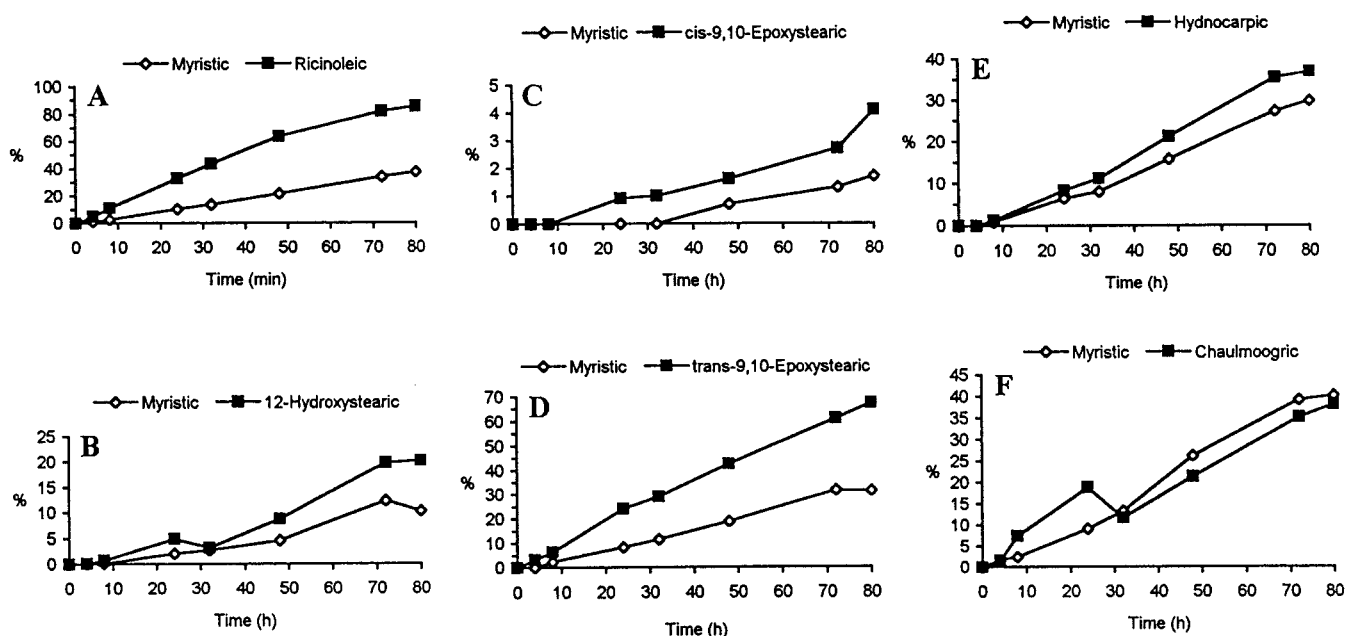 Myristic Ricinoleic
A
100
80
60
40
20
0
%
0 10 20 30 40 50 60 70 80
Time (min)
Myristic 12-Hydroxystearic
B
25
20
15
10
5
0
%
0 10 20 30 40 50 60 70 80
Time (h)
Myristic cis-9,10-Epoxystearic
C
5
4
3
2
1
0
%
0 10 20 30 40 50 60 70 80
Time (h)
Myristic trans-9,10-Epoxystearic
D
70
60
50
40
30
20
10
0
%
0 10 20 30 40 50 60 70 80
Time (h)
Myristic Hydnocarpic
E
40
30
20
10
0
%
0 10 20 30 40 50 60 70 80
Time (h)
Myristic Chaulmoogric
F
45
40
35
30
25
20
15
10
5
0
%
0 10 20 30 40 50 60 70 80
Time (h)